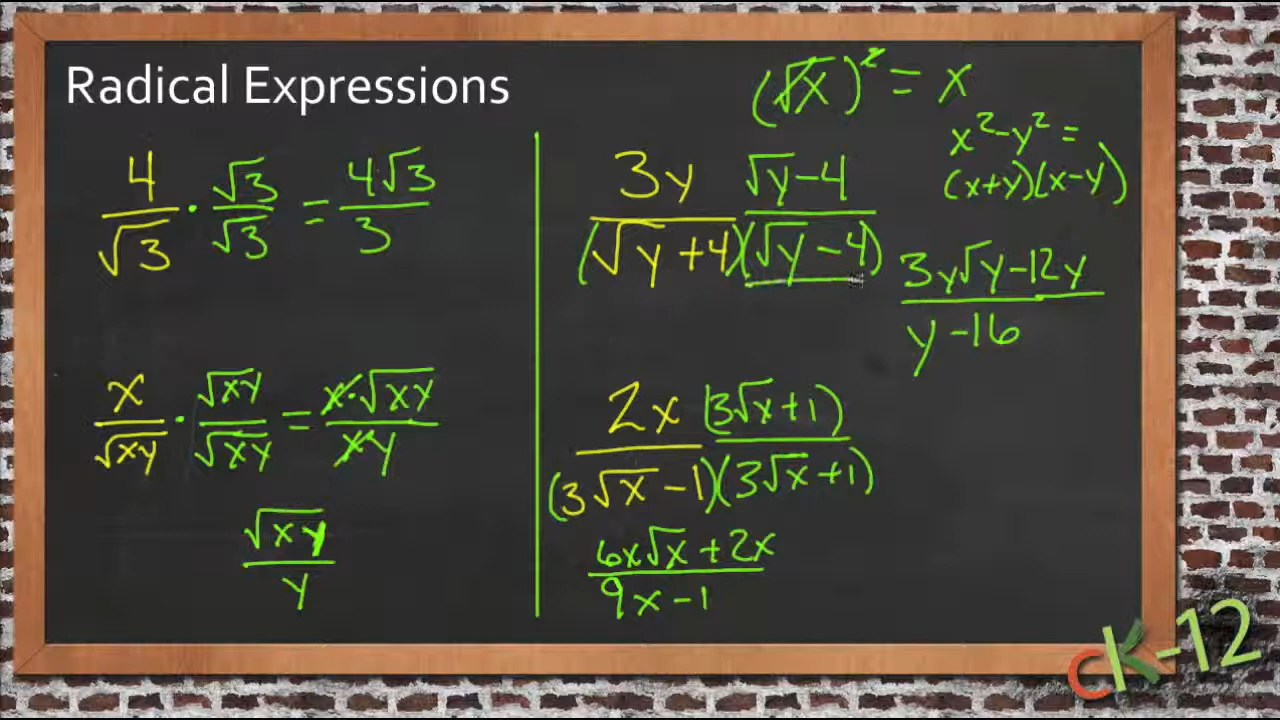 Radical Expressions
(√x)² = x
x² - y² =
(x+y)(x-y)
4/√3 · √3/√3 = 4√3/3
3y/(√y+4) (√y-4)/(√y-4)
3y√y-12y/y-16
x/√xy · √xy/√xy = x·√xy/xy
√xy/y
2x(3√x+1)/(3√x-1)(3√x+1)
6x√x+2x/9x-1
CK-12